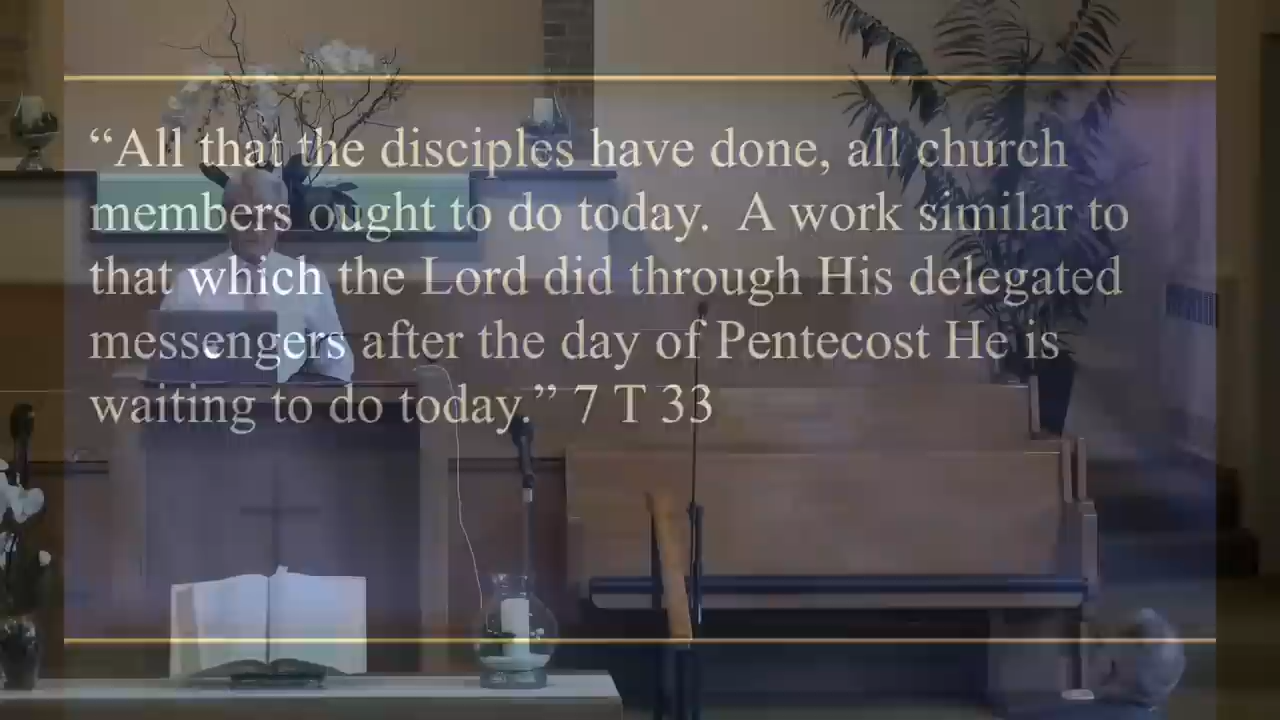 “All that the disciples have done, all church
members ought to do today.  A work similar to
that which the Lord did through His delegated
messengers after the day of Pentecost He is
waiting to do today.” 7 T 33